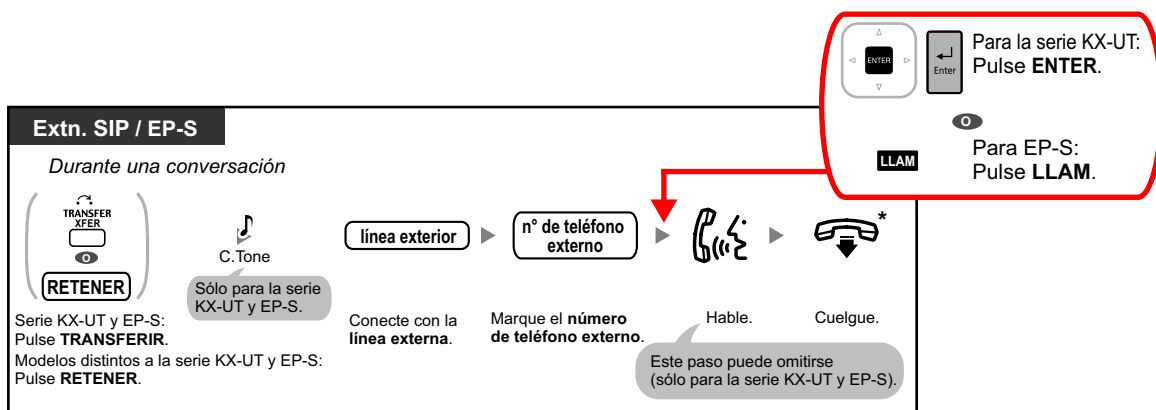 ENTER
Enter
Para la serie KX-UT:
Pulse ENTER.
O
LLAM
Para EP-S:
Pulse LLAM.
Extn. SIP / EP-S
Durante una conversación
TRANSFER
XFER
O
RETENER
Serie KX-UT y EP-S:
Pulse TRANSFERIR.
Modelos distintos a la serie KX-UT y EP-S:
Pulse RETENER.
C.Tone
Sólo para la serie
KX-UT y EP-S.
línea exterior
Conecte con la
línea externa.
n° de teléfono
externo
Marque el número
de teléfono externo.
Hable.
Este paso puede omitirse
(sólo para la serie KX-UT y EP-S).
*
Cuelgue.